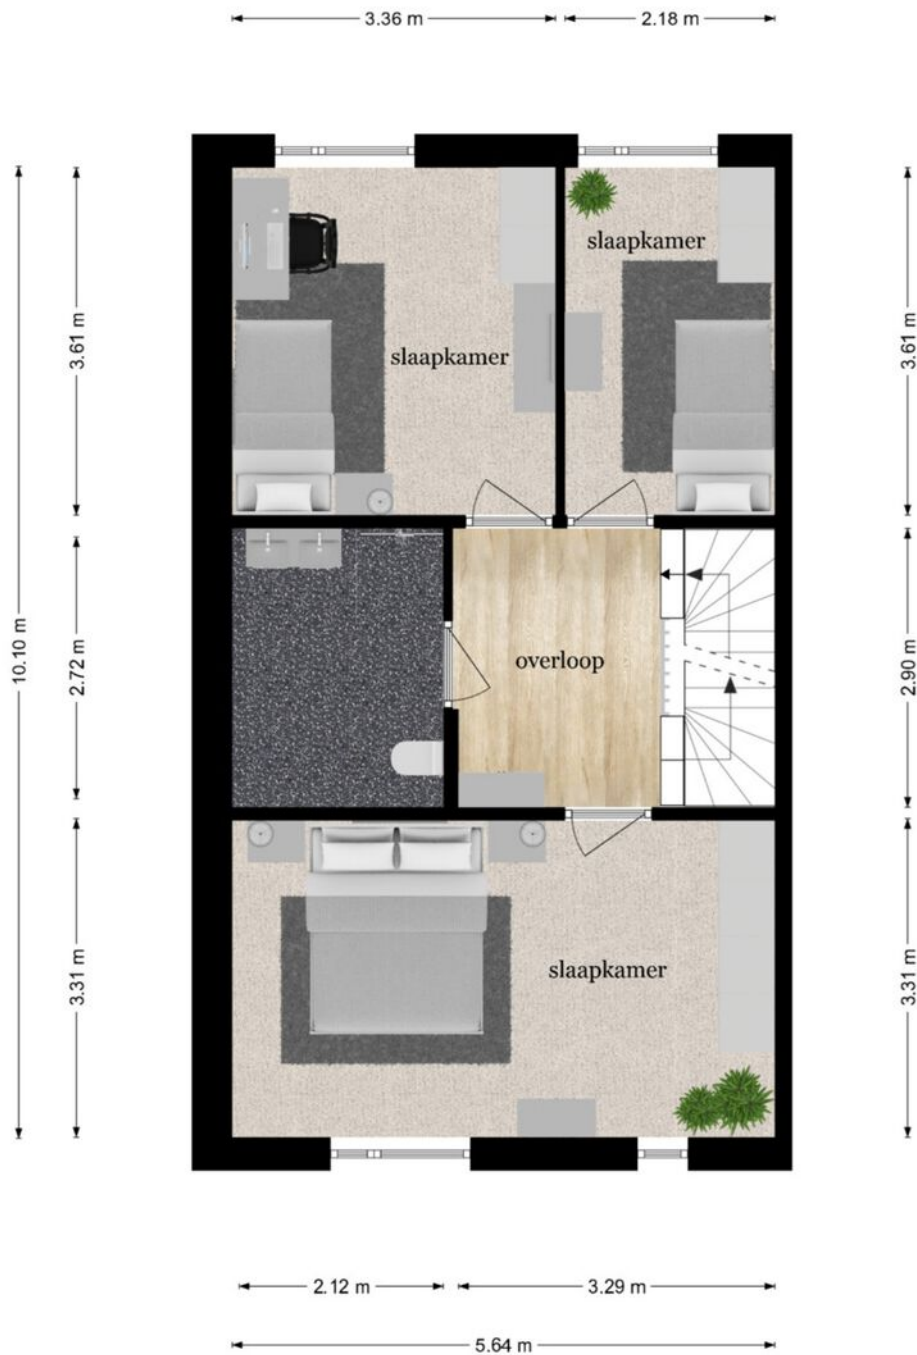 3.36 m
2.18 m
slaapkamer
3.61 m
3.61 m
slaapkamer
10.10 m
2.72 m
overloop
2.90 m
3.31 m
slaapkamer
3.31 m
2.12 m
3.29 m
5.64 m